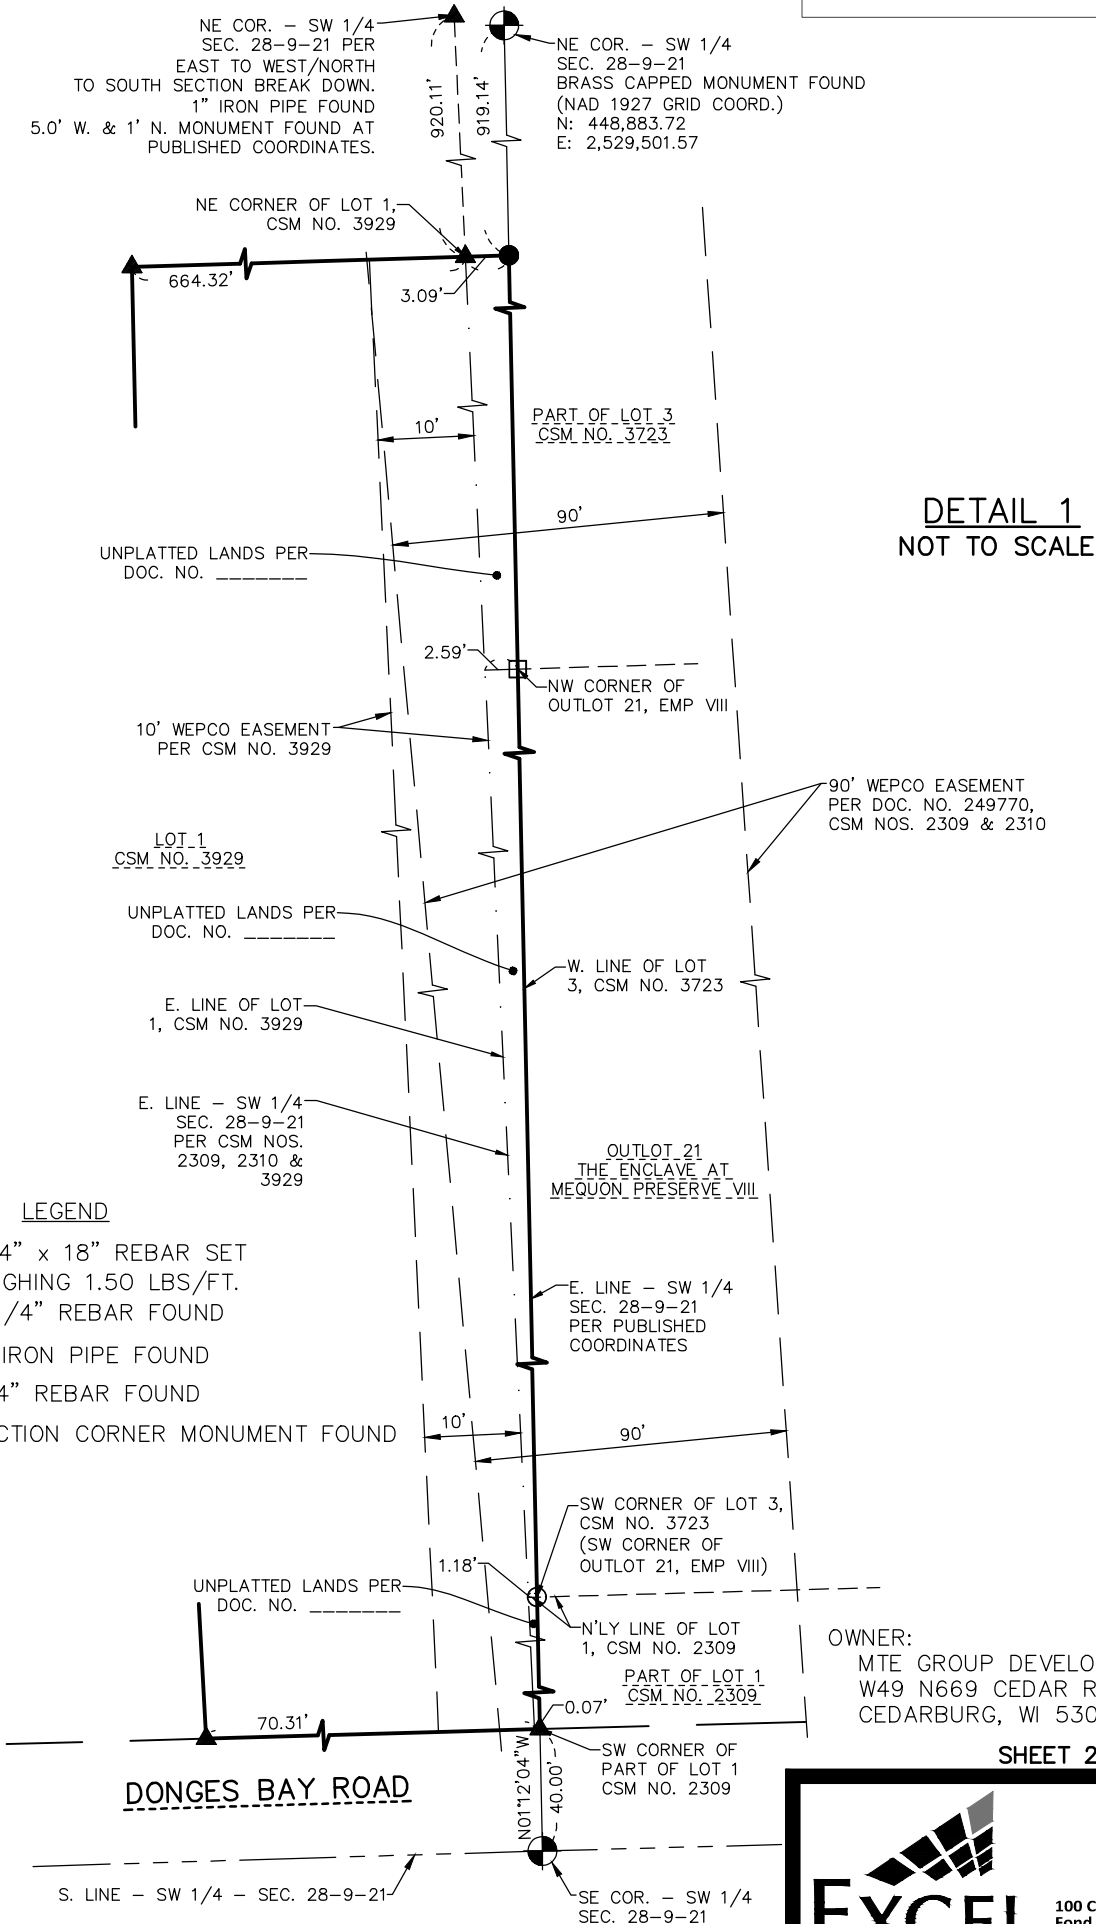 NE COR. – SW 1/4
SEC. 28-9-21 PER
EAST TO WEST/NORTH
TO SOUTH SECTION BREAK DOWN.
1" IRON PIPE FOUND
5.0' W. & 1' N. MONUMENT FOUND AT
PUBLISHED COORDINATES.
920.11'
919.14'
NE COR. – SW 1/4
SEC. 28-9-21
BRASS CAPPED MONUMENT FOUND
(NAD 1927 GRID COORD.)
N: 448,883.72
E: 2,529,501.57
NE CORNER OF LOT 1,
CSM NO. 3929
664.32'
3.09'
10'
PART OF LOT 3
CSM NO. 3723
90'
DETAIL 1
NOT TO SCALE
UNPLATTED LANDS PER
DOC. NO. _______
2.59'
NW CORNER OF
OUTLOT 21, EMP VIII
10' WEPCO EASEMENT
PER CSM NO. 3929
90' WEPCO EASEMENT
PER DOC. NO. 249770,
CSM NOS. 2309 & 2310
LOT 1
CSM NO. 3929
UNPLATTED LANDS PER
DOC. NO. _______
W. LINE OF LOT
3, CSM NO. 3723
E. LINE OF LOT
1, CSM NO. 3929
E. LINE – SW 1/4
SEC. 28-9-21
PER CSM NOS.
2309, 2310 &
3929
OUTLOT 21
THE ENCLAVE AT
MEQUON PRESERVE VIII
LEGEND
4" x 18" REBAR SET
GHING 1.50 LBS/FT.
/4" REBAR FOUND
IRON PIPE FOUND
4" REBAR FOUND
CTION CORNER MONUMENT FOUND
E. LINE – SW 1/4
SEC. 28-9-21
PER PUBLISHED
COORDINATES
10'
90'
SW CORNER OF LOT 3,
CSM NO. 3723
(SW CORNER OF
OUTLOT 21, EMP VIII)
1.18'
UNPLATTED LANDS PER
DOC. NO. _______
N'LY LINE OF LOT
1, CSM NO. 2309
PART OF LOT 1
CSM NO. 2309
0.07'
70.31'
SW CORNER OF
PART OF LOT 1
CSM NO. 2309
N01°12'04"W
40.00'
DONGES BAY ROAD
S. LINE – SW 1/4 – SEC. 28-9-21
SE COR. – SW 1/4
SEC. 28-9-21
OWNER:
MTE GROUP DEVELO
W49 N669 CEDAR R
CEDARBURG, WI 530
SHEET 2
EXCEL
100 C
Fond